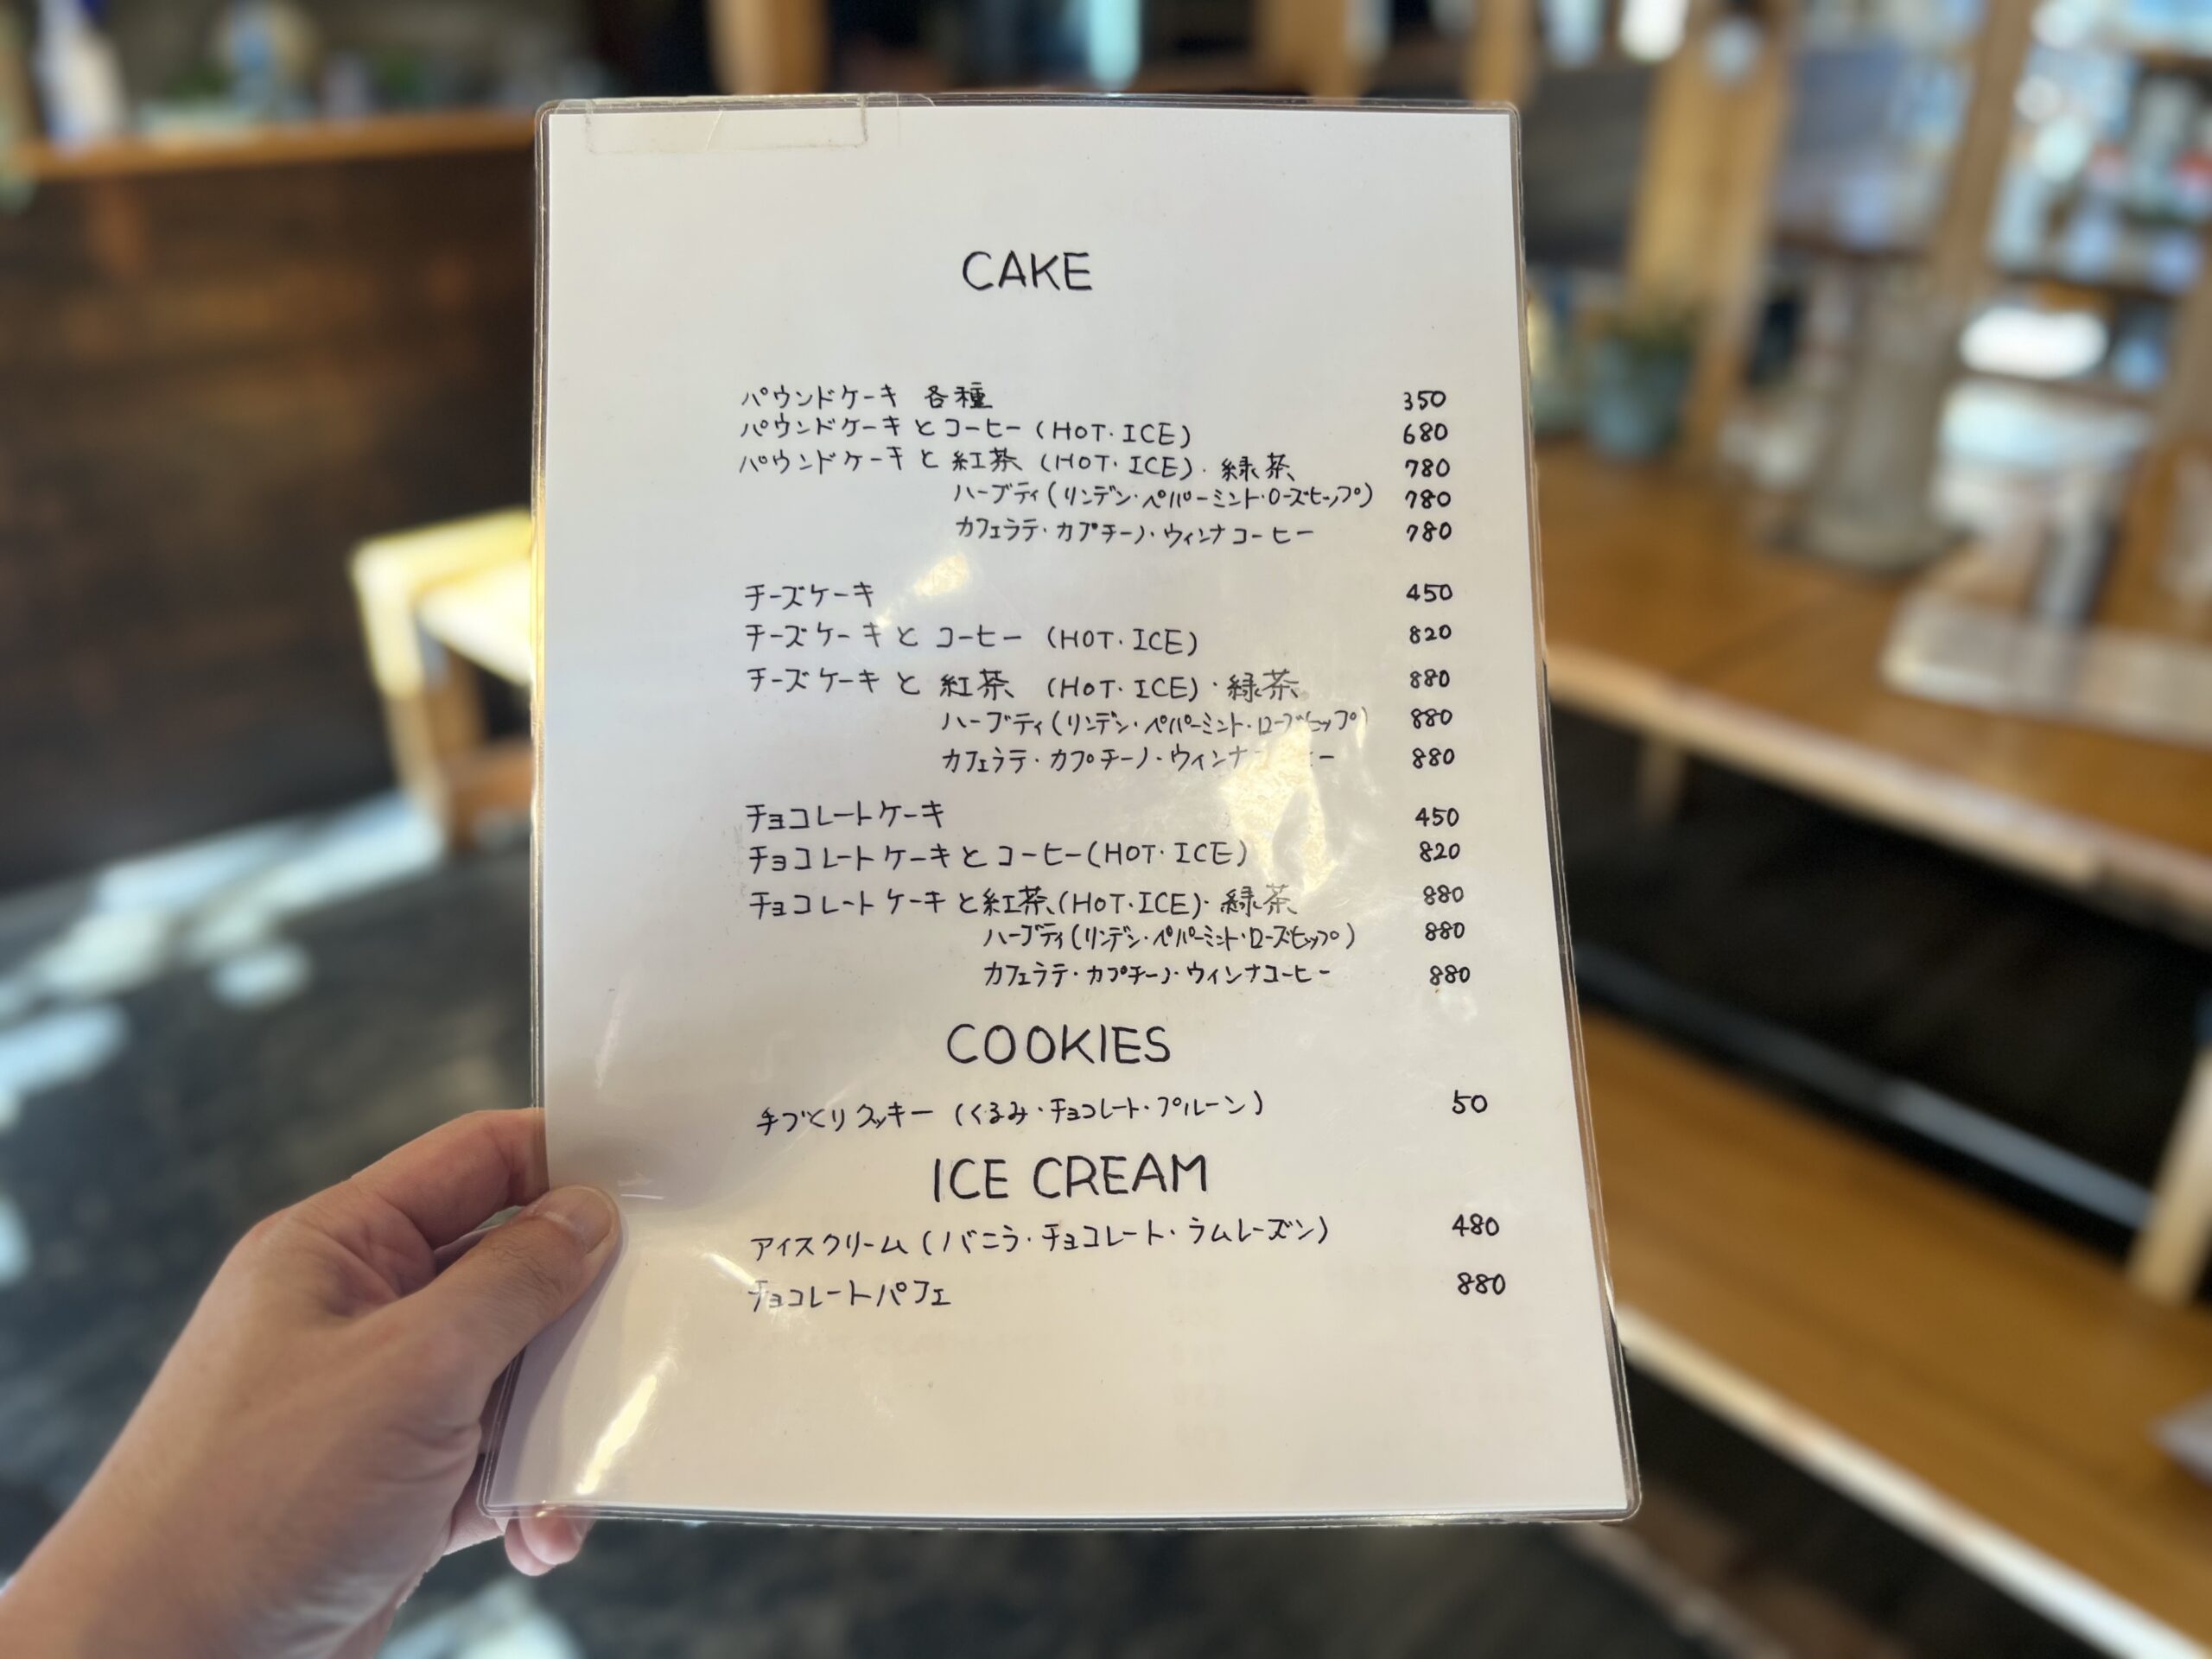 CAKE
パウンドケーキ 各種 350
パウンドケーキと コーヒー (HOT・ICE) 680
パウンドケーキと 紅茶 (HOT・ICE)・緑茶 780
ハーブティ(リンデン・ペパーミント・ローズヒップ) 780
カフェラテ・カプチーノ・ウィンナコーヒー 780
チーズケーキ 450
チーズケーキと コーヒー (HOT・ICE) 820
チーズケーキと 紅茶 (HOT・ICE)・緑茶 880
ハーブティ(リンデン・ペパーミント・ローズヒップ) 880
カフェラテ・カプチーノ・ウィンナ 880
チョコレートケーキ 450
チョコレートケーキと コーヒー(HOT・ICE) 820
チョコレートケーキと紅茶(HOT・ICE)・緑茶 880
ハーブティ(リンデン・ペパーミント・ローズヒップ) 880
カフェラテ・カプチーノ・ウィンナコーヒー 880
COOKIES
手づくりクッキー (くるみ・チョコレート・プルーン) 50
ICE CREAM
アイスクリーム (バニラ・チョコレート・ラムレーズン) 480
チョコレートパフェ 880